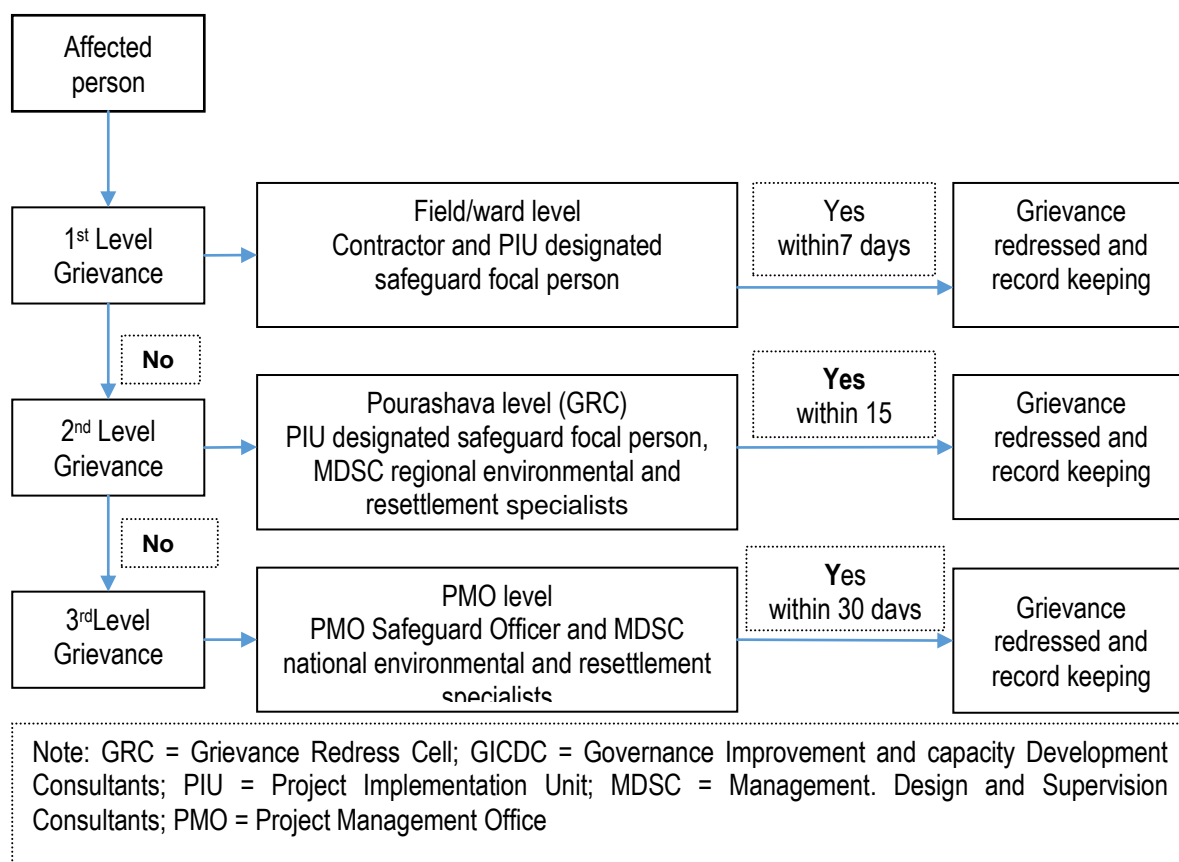 Affected
person
1st Level
Grievance
Field/ward level
Contractor and PIU designated
safeguard focal person
Yes
within7 days
Grievance
redressed and
record keeping
No
2nd Level
Grievance
Pourashava level (GRC)
PIU designated safeguard focal person,
MDSC regional environmental and
resettlement specialists
Yes
within 15
Grievance
redressed and
record keeping
No
3rdLevel
Grievance
PMO level
PMO Safeguard Officer and MDSC
national environmental and resettlement
specialists
Yes
within 30 days
Grievance
redressed and
record keeping
Note: GRC = Grievance Redress Cell; GICDC = Governance Improvement and capacity Development
Consultants; PIU = Project Implementation Unit; MDSC = Management. Design and Supervision
Consultants; PMO = Project Management Office